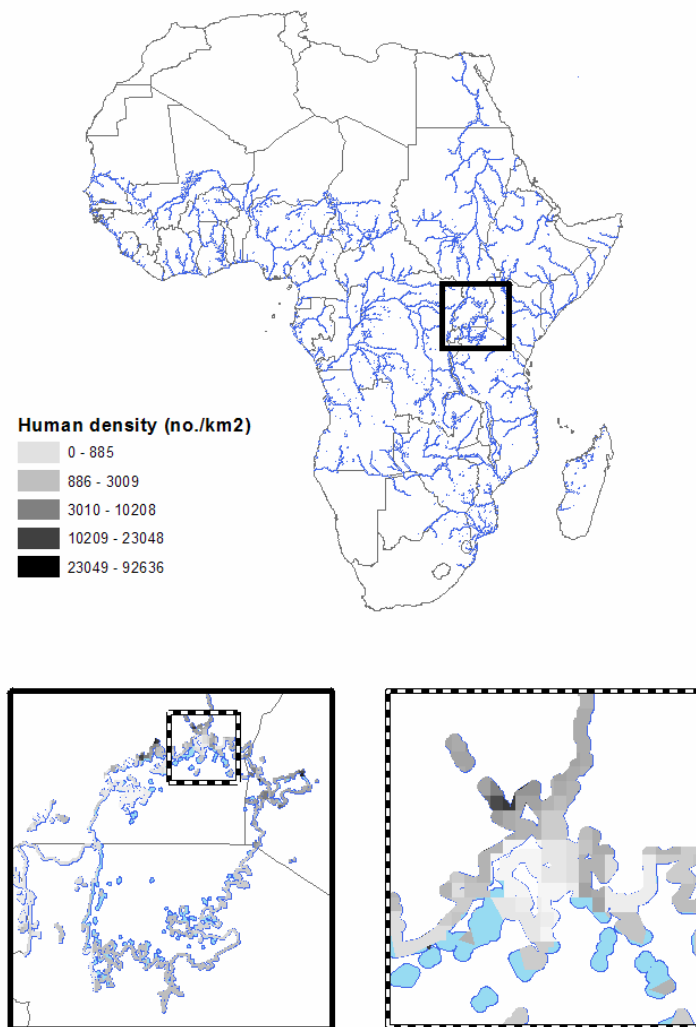 Human density (no./km2)
0 - 885
886 - 3009
3010 - 10208
10209 - 23048
23049 - 92636